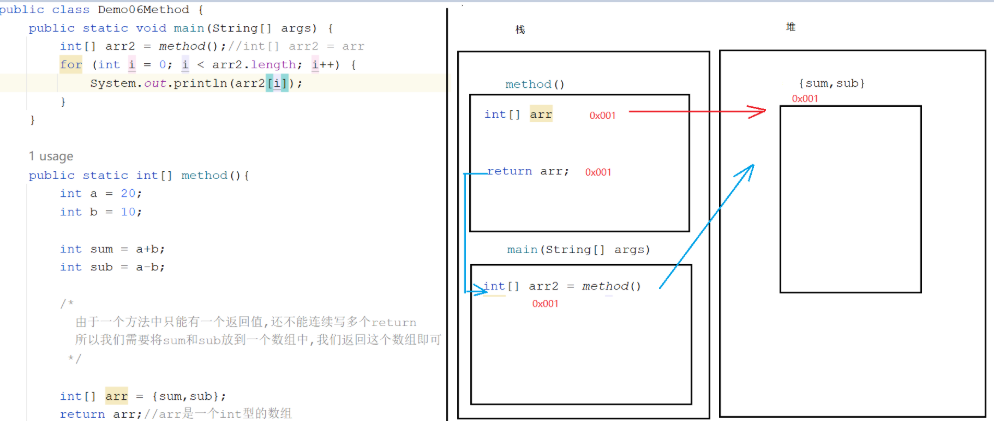 public class Demo06Method {
public static void main(String[] args) {
int[] arr2 = method();//int[] arr2 = arr
for (int i = 0; i < arr2.length; i++) {
System.out.println(arr2[i]);
}
}
1 usage
public static int[] method(){
int a = 20;
int b = 10;
int sum = a+b;
int sub = a-b;
/*
由于一个方法中只能有一个返回值,还不能连续写多个return
所以我们需要将sum和sub放到一个数组中,我们返回这个数组即可
*/
int[] arr = {sum,sub};
return arr;//arr是一个int型的数组
栈
method()
int[] arr 0x001
return arr; 0x001
main(String[] args)
int[] arr2 = method()
0x001
堆
{sum,sub}
0x001